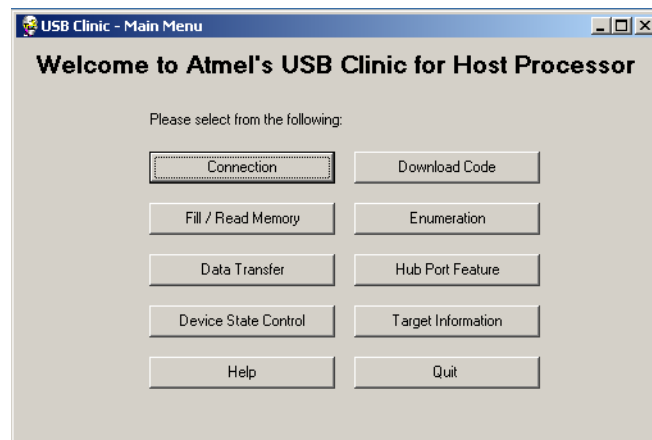 USB Clinic - Main Menu
Welcome to Atmel's USB Clinic for Host Processor
Please select from the following:
Connection
Download Code
Fill / Read Memory
Enumeration
Data Transfer
Hub Port Feature
Device State Control
Target Information
Help
Quit